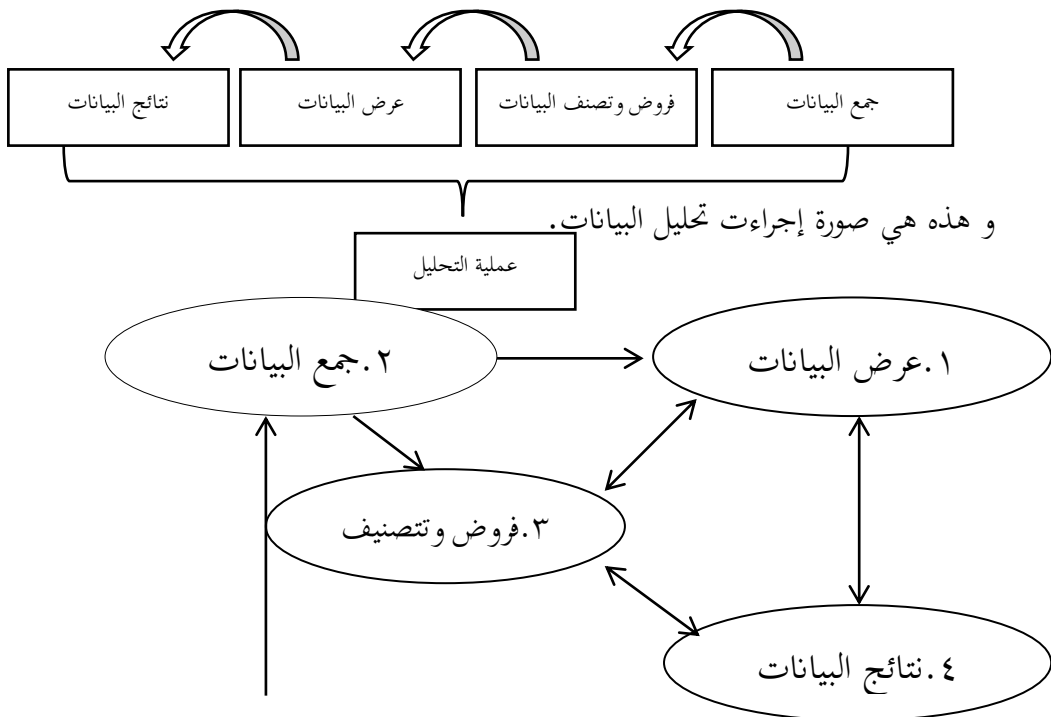 جمع البيانات
فروض وتصنف البيانات
عرض البيانات
نتائج البيانات
و هذه هي صورة إجراءت تحليل البيانات.
عملية التحليل
١.عرض البيانات
٢.جمع البيانات
٣.فروض وتتصنيف
٤.نتائج البيانات